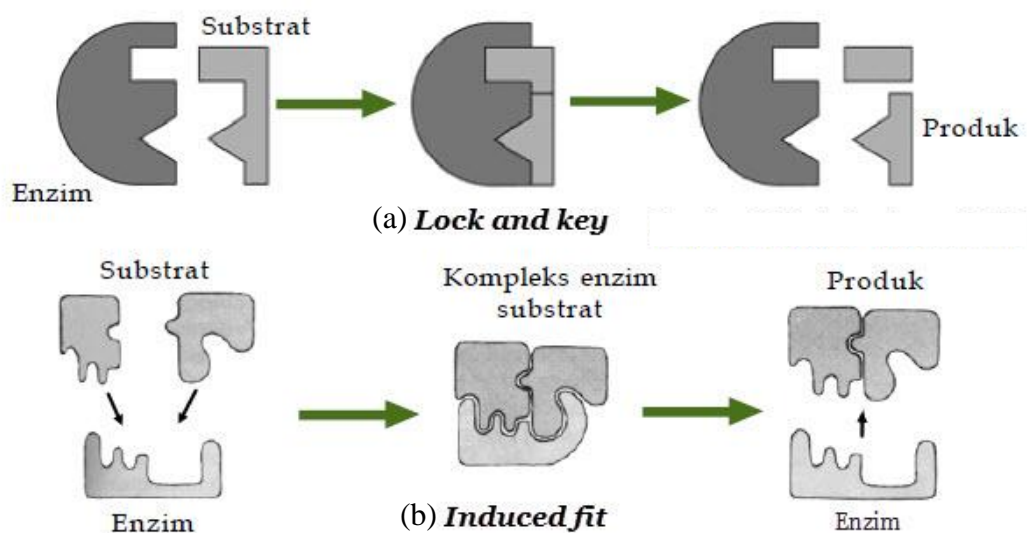 Substrat
Enzim
Produk
(a) Lock and key
Substrat
Kompleks enzim
substrat
Produk
Enzim
(b) Induced fit
Enzim